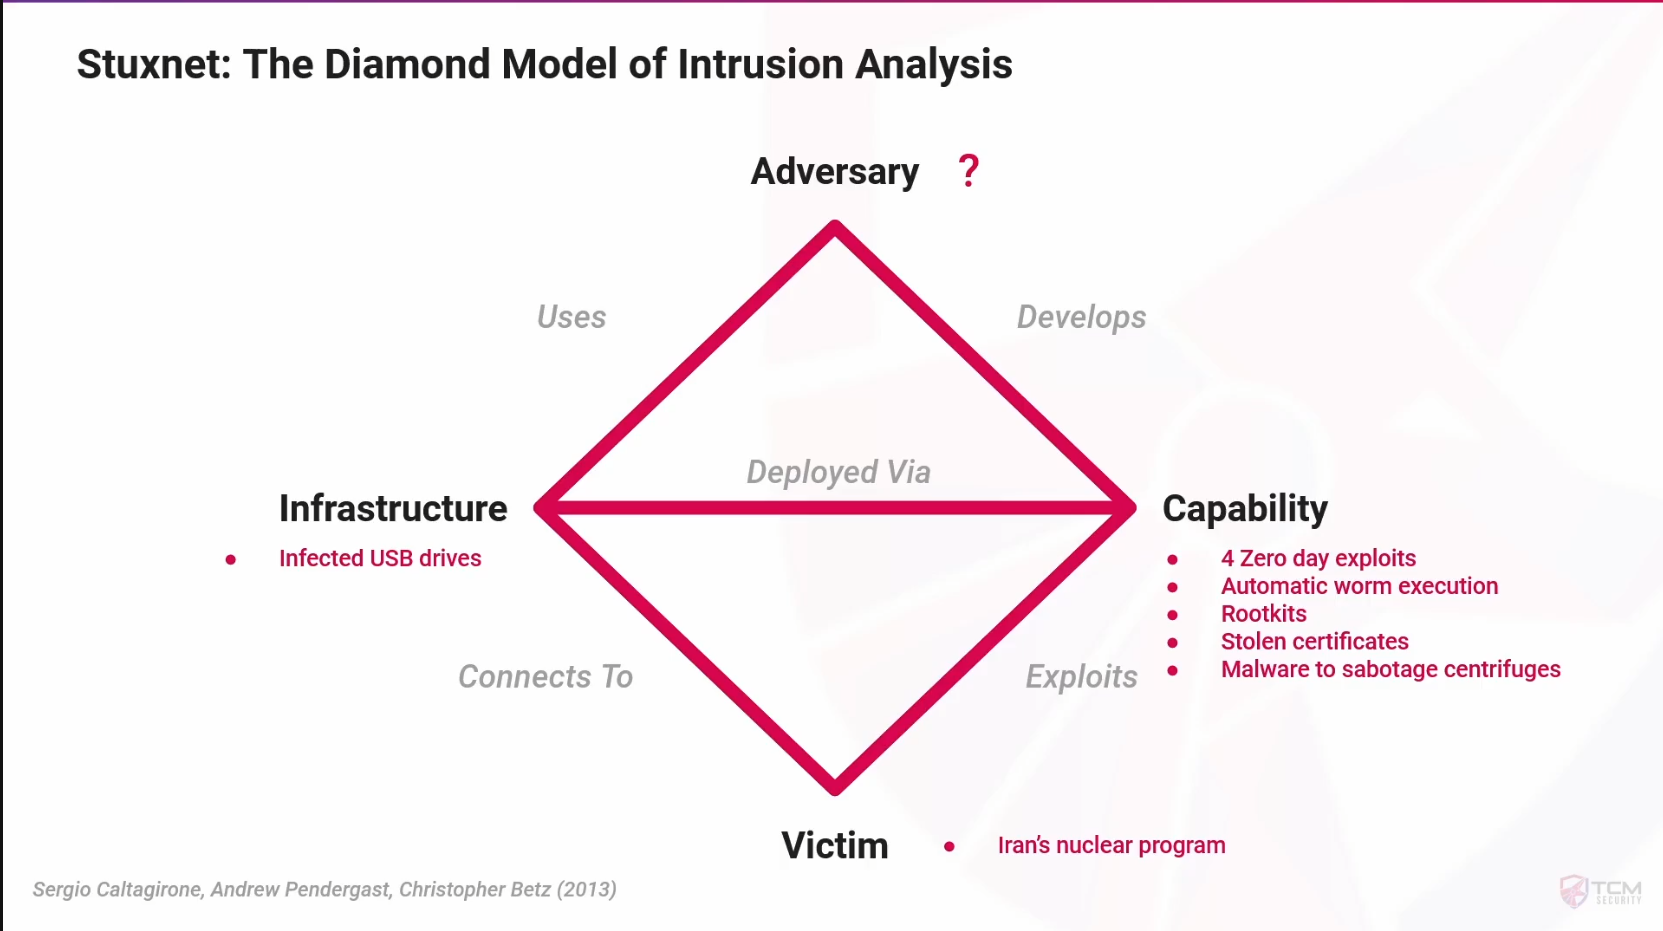 Stuxnet: The Diamond Model of Intrusion Analysis
Adversary ?
Uses
Develops
Deployed Via
Infrastructure
• Infected USB drives
Capability
• 4 Zero day exploits
• Automatic worm execution
• Rootkits
• Stolen certificates
• Malware to sabotage centrifuges
Connects To
Exploits
Victim • Iran’s nuclear program
Sergio Caltagirone, Andrew Pendergast, Christopher Betz (2013)
TCM
SECURITY